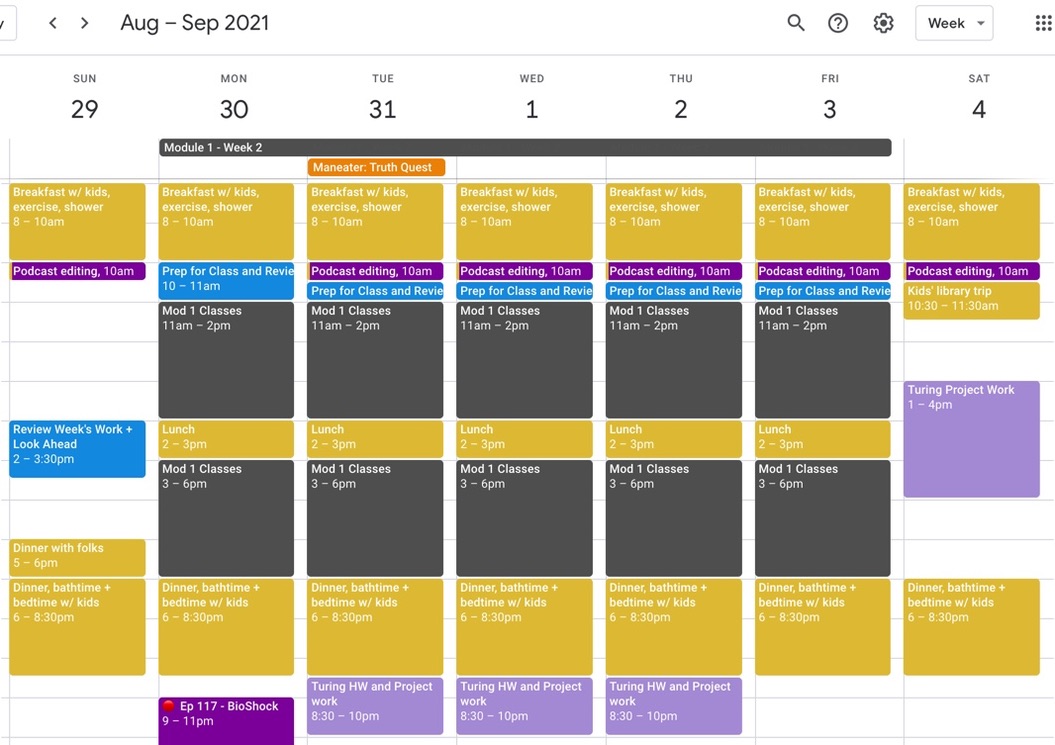 y
Aug – Sep 2021
Week
SUN
29
MON
30
TUE
31
WED
1
THU
2
FRI
3
SAT
4
Module 1 - Week 2
Maneater: Truth Quest
Breakfast w/ kids,
exercise, shower
8 – 10am
Podcast editing, 10am
Review Week's Work +
Look Ahead
2 – 3:30pm
Dinner with folks
5 – 6pm
Dinner, bathtime +
bedtime w/ kids
6 – 8:30pm
Breakfast w/ kids,
exercise, shower
8 – 10am
Prep for Class and Revie
10 – 11am
Mod 1 Classes
11am – 2pm
Lunch
2 – 3pm
Mod 1 Classes
3 – 6pm
Dinner, bathtime +
bedtime w/ kids
6 – 8:30pm
Ep 117 - BioShock
9 – 11pm
Breakfast w/ kids,
exercise, shower
8 – 10am
Podcast editing, 10am
Prep for Class and Revie
Mod 1 Classes
11am – 2pm
Lunch
2 – 3pm
Mod 1 Classes
3 – 6pm
Dinner, bathtime +
bedtime w/ kids
6 – 8:30pm
Turing HW and Project
work
8:30 – 10pm
Breakfast w/ kids,
exercise, shower
8 – 10am
Podcast editing, 10am
Prep for Class and Revie
Mod 1 Classes
11am – 2pm
Lunch
2 – 3pm
Mod 1 Classes
3 – 6pm
Dinner, bathtime +
bedtime w/ kids
6 – 8:30pm
Turing HW and Project
work
8:30 – 10pm
Breakfast w/ kids,
exercise, shower
8 – 10am
Podcast editing, 10am
Prep for Class and Revie
Mod 1 Classes
11am – 2pm
Lunch
2 – 3pm
Mod 1 Classes
3 – 6pm
Dinner, bathtime +
bedtime w/ kids
6 – 8:30pm
Turing HW and Project
work
8:30 – 10pm
Breakfast w/ kids,
exercise, shower
8 – 10am
Podcast editing, 10am
Prep for Class and Revie
Mod 1 Classes
11am – 2pm
Lunch
2 – 3pm
Mod 1 Classes
3 – 6pm
Dinner, bathtime +
bedtime w/ kids
6 – 8:30pm
Breakfast w/ kids,
exercise, shower
8 – 10am
Podcast editing, 10am
Kids' library trip
10:30 – 11:30am
Turing Project Work
1 – 4pm
Dinner, bathtime +
bedtime w/ kids
6 – 8:30pm